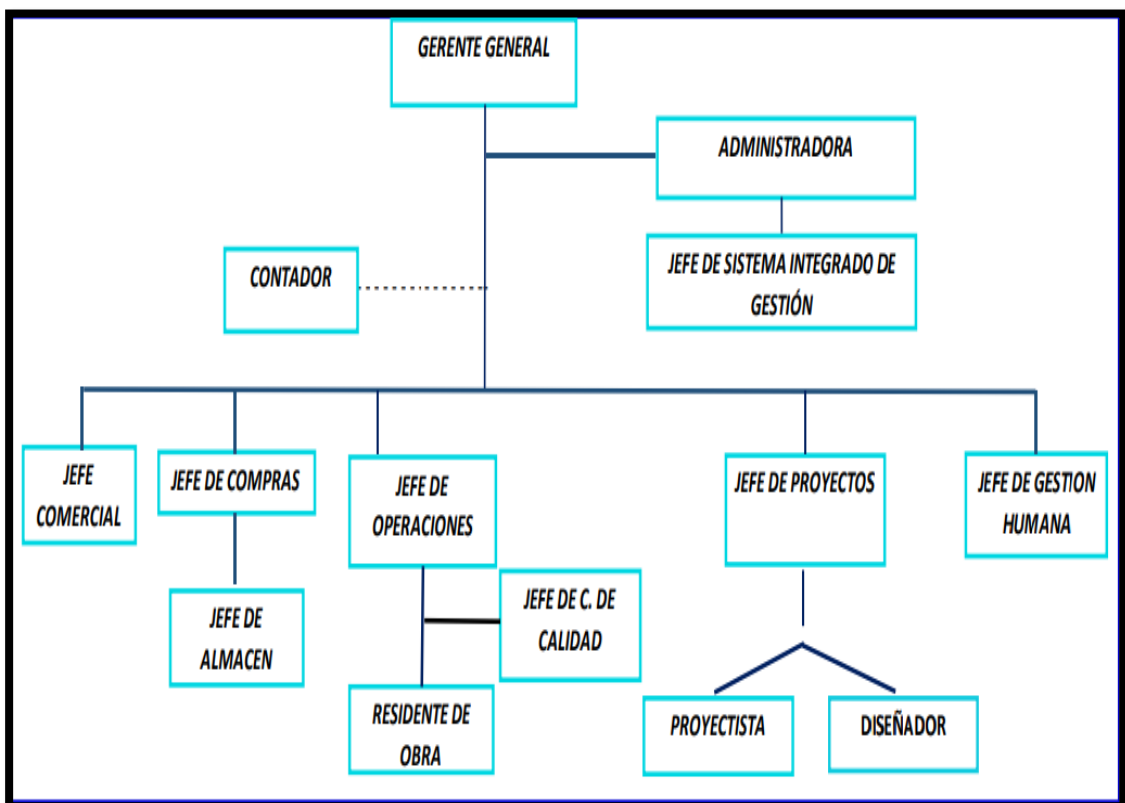 GERENTE GENERAL
ADMINISTRADORA
CONTADOR
JEFE DE SISTEMA INTEGRADO DE
GESTIÓN
JEFE
COMERCIAL
JEFE DE COMPRAS
JEFE DE
OPERACIONES
JEFE DE PROYECTOS
JEFE DE GESTION
HUMANA
JEFE DE
ALMACEN
JEFE DE C. DE
CALIDAD
RESIDENTE DE
OBRA
PROYECTISTA
DISEÑADOR